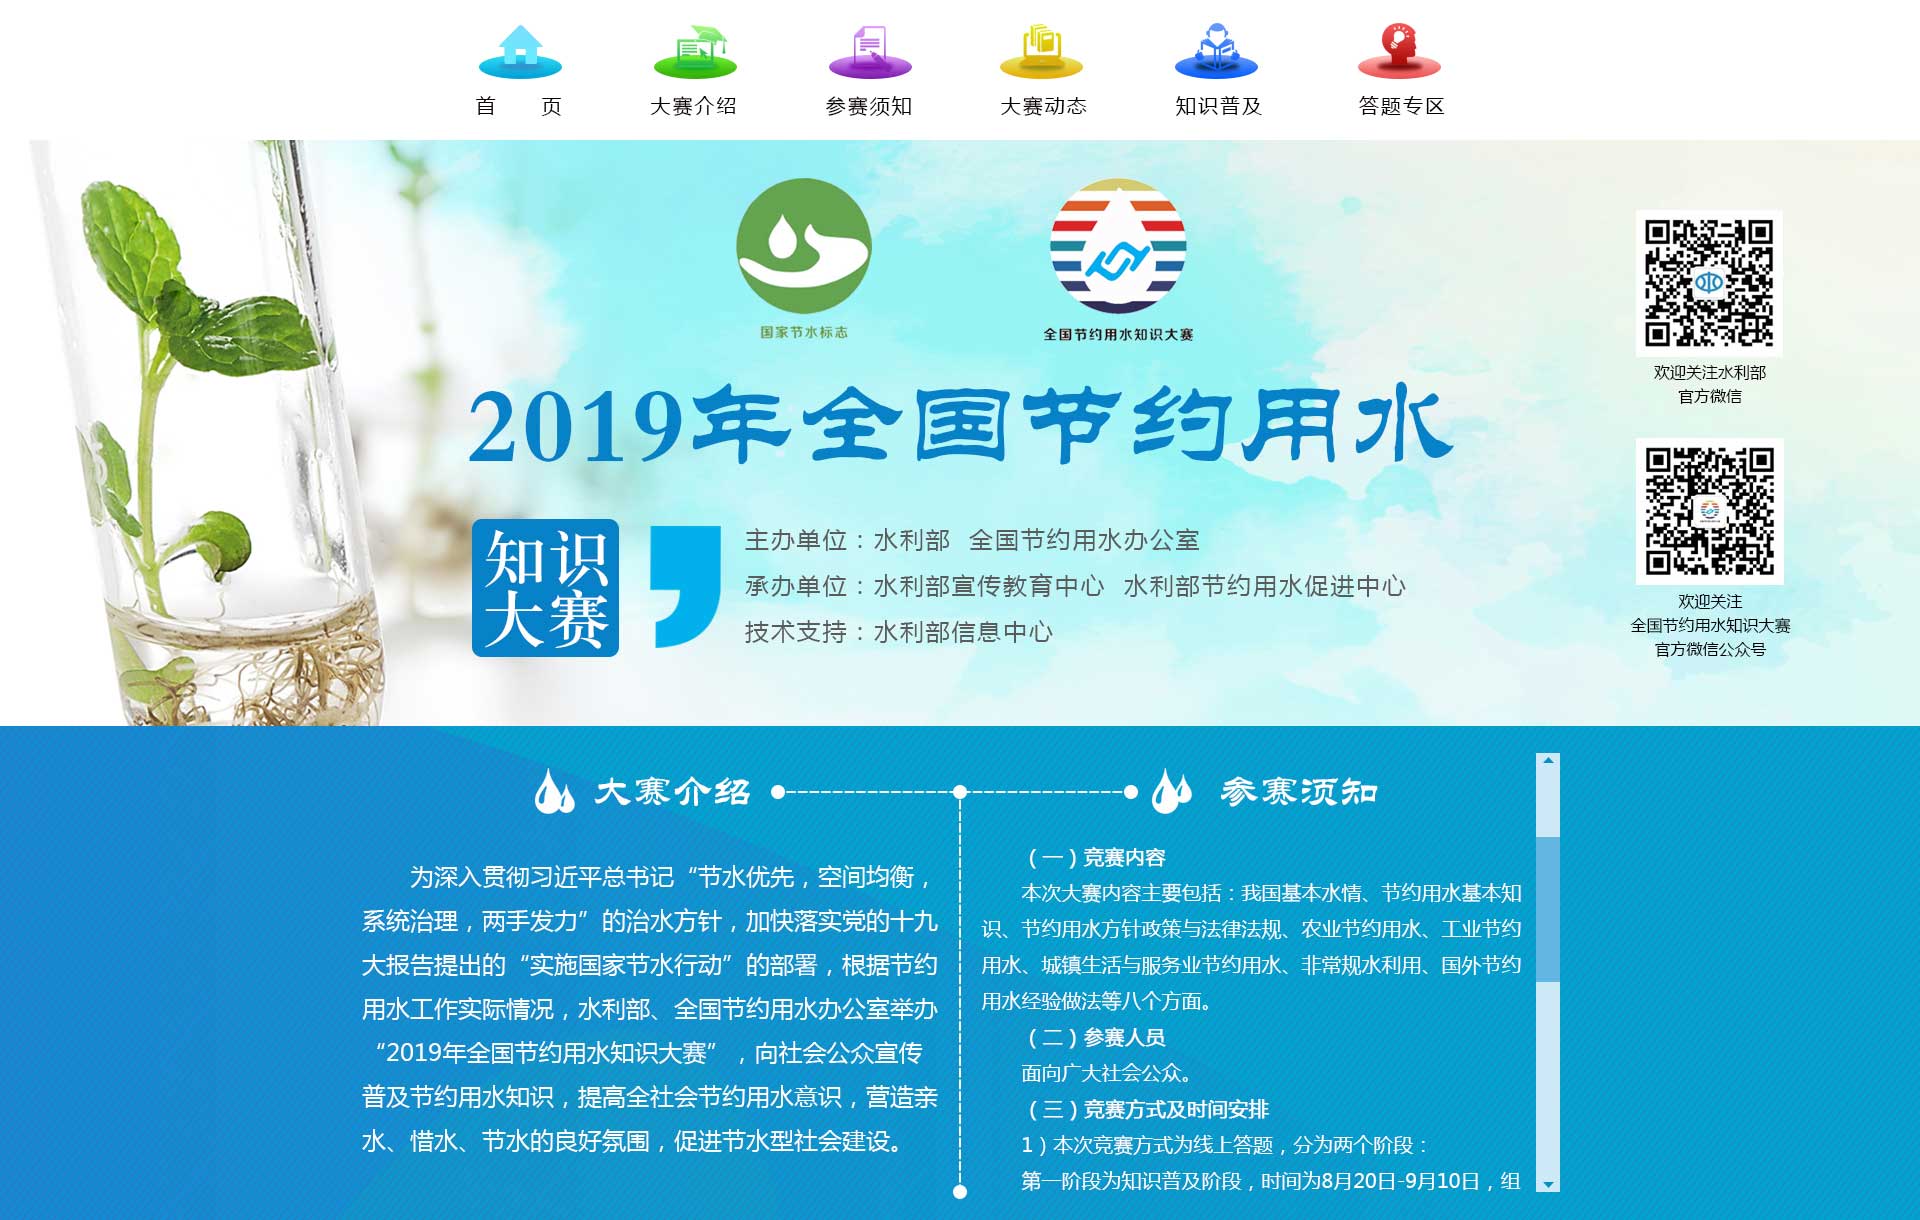 首 页
大赛介绍
参赛须知
大赛动态
知识普及
答题专区
国家节水标志
全国节约用水知识大赛
2019年全国节约用水
知识
大赛
主办单位：水利部 全国节约用水办公室
承办单位：水利部宣传教育中心 水利部节约用水促进中心
技术支持：水利部信息中心
欢迎关注水利部
官方微信
欢迎关注
全国节约用水知识大赛
官方微信公众号
大赛介绍
为深入贯彻习近平总书记“节水优先，空间均衡，
系统治理，两手发力”的治水方针，加快落实党的十九
大报告提出的“实施国家节水行动”的部署，根据节约
用水工作实际情况，水利部、全国节约用水办公室举办
“2019年全国节约用水知识大赛”，向社会公众宣传
普及节约用水知识，提高全社会节约用水意识，营造亲
水、惜水、节水的良好氛围，促进节水型社会建设。
参赛须知
（一）竞赛内容
本次大赛内容主要包括：我国基本水情、节约用水基本知
识、节约用水方针政策与法律法规、农业节约用水、工业节约
用水、城镇生活与服务业节约用水、非常规水利用、国外节约
用水经验做法等八个方面。
（二）参赛人员
面向广大社会公众。
（三）竞赛方式及时间安排
1）本次竞赛方式为线上答题，分为两个阶段：
第一阶段为知识普及阶段，时间为8月20日-9月10日，组